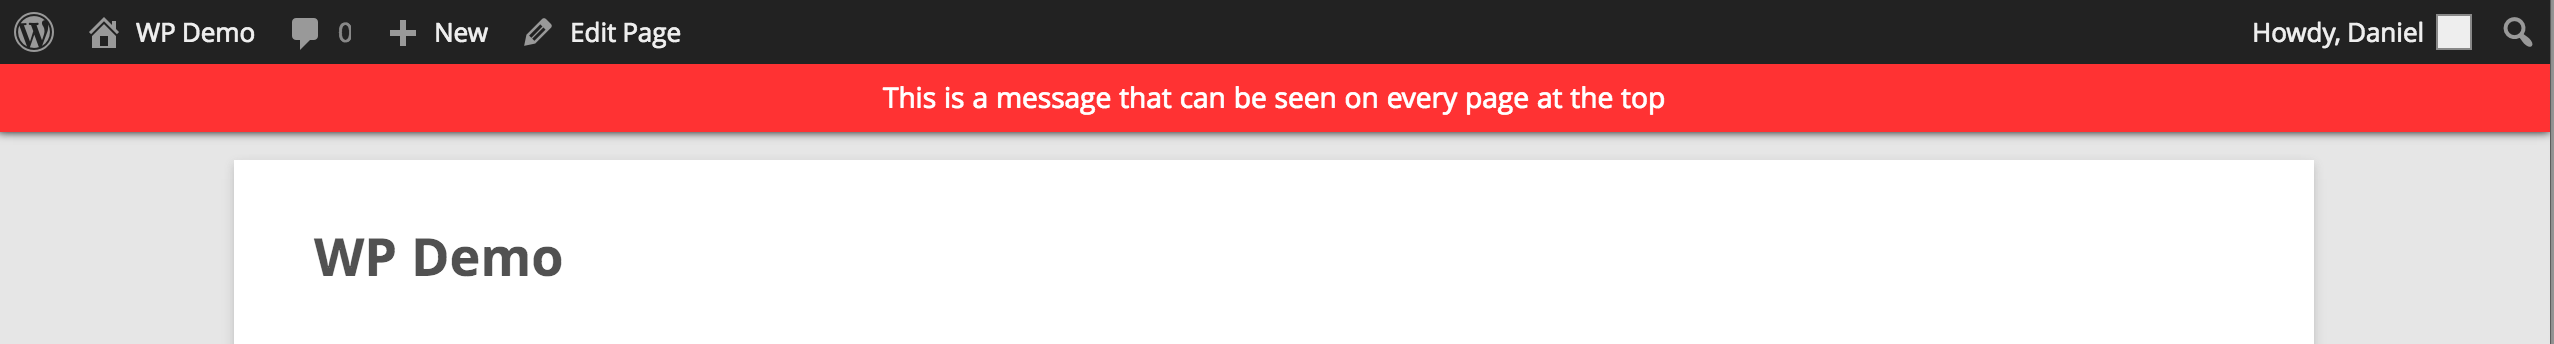 WP Demo 0 New Edit Page Howdy, Daniel
This is a message that can be seen on every page at the top
WP Demo